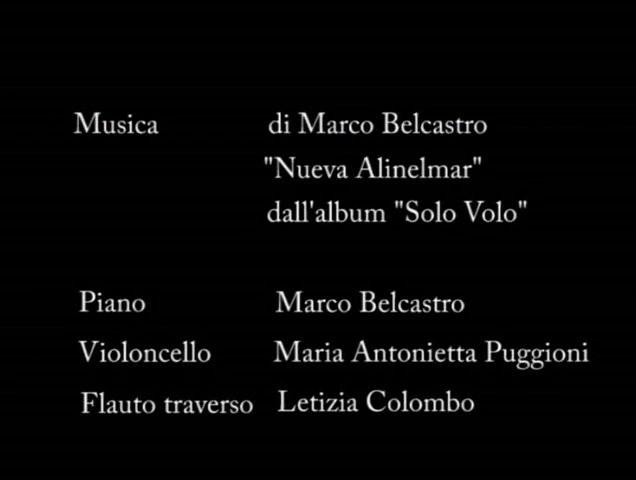 Musica di Marco Belcastro
"Nueva Alinelmar"
dall'album "Solo Volo"
Piano Marco Belcastro
Violoncello Maria Antonietta Puggioni
Flauto traverso Letizia Colombo